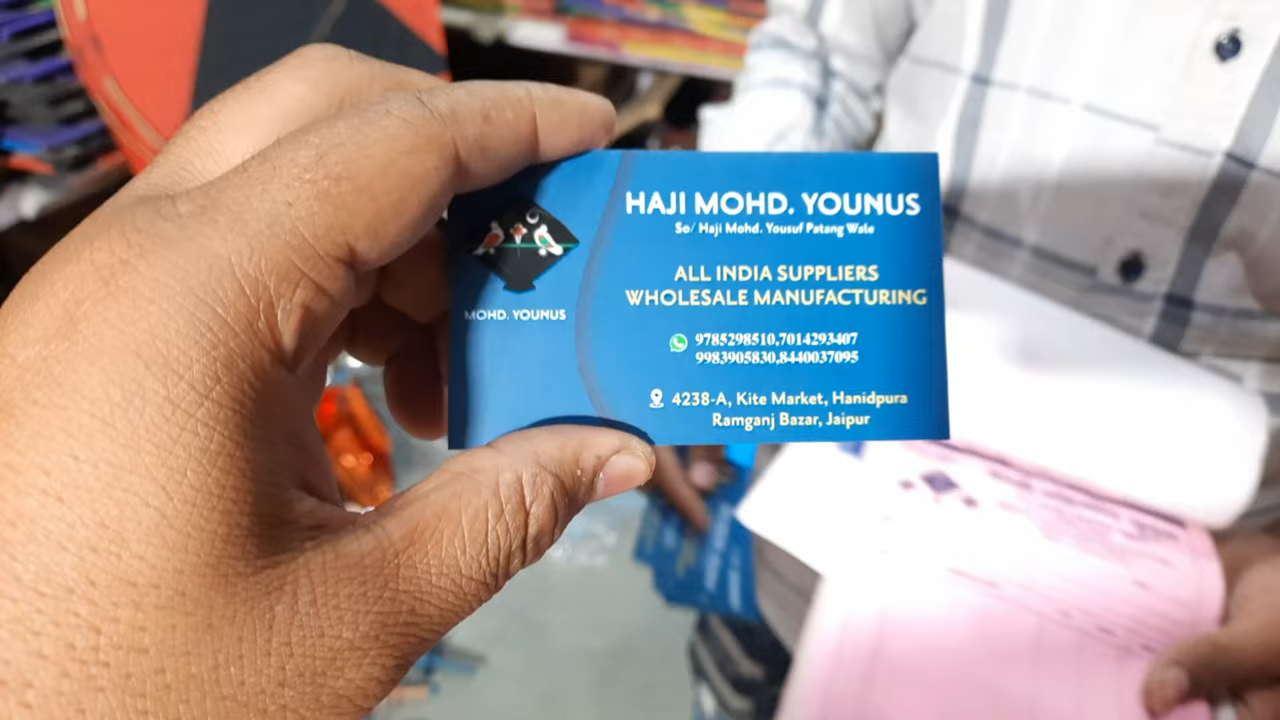 HAJI MOHD. YOUNUS
So/ Haji Mohd. Yousuf Patang Wale
ALL INDIA SUPPLIERS
WHOLESALE MANUFACTURING
9785298510,7014293407
9983905830,8440037095
4238-A, Kite Market, Hanidpura
Ramganj Bazar, Jaipur
MOHD. YOUNUS